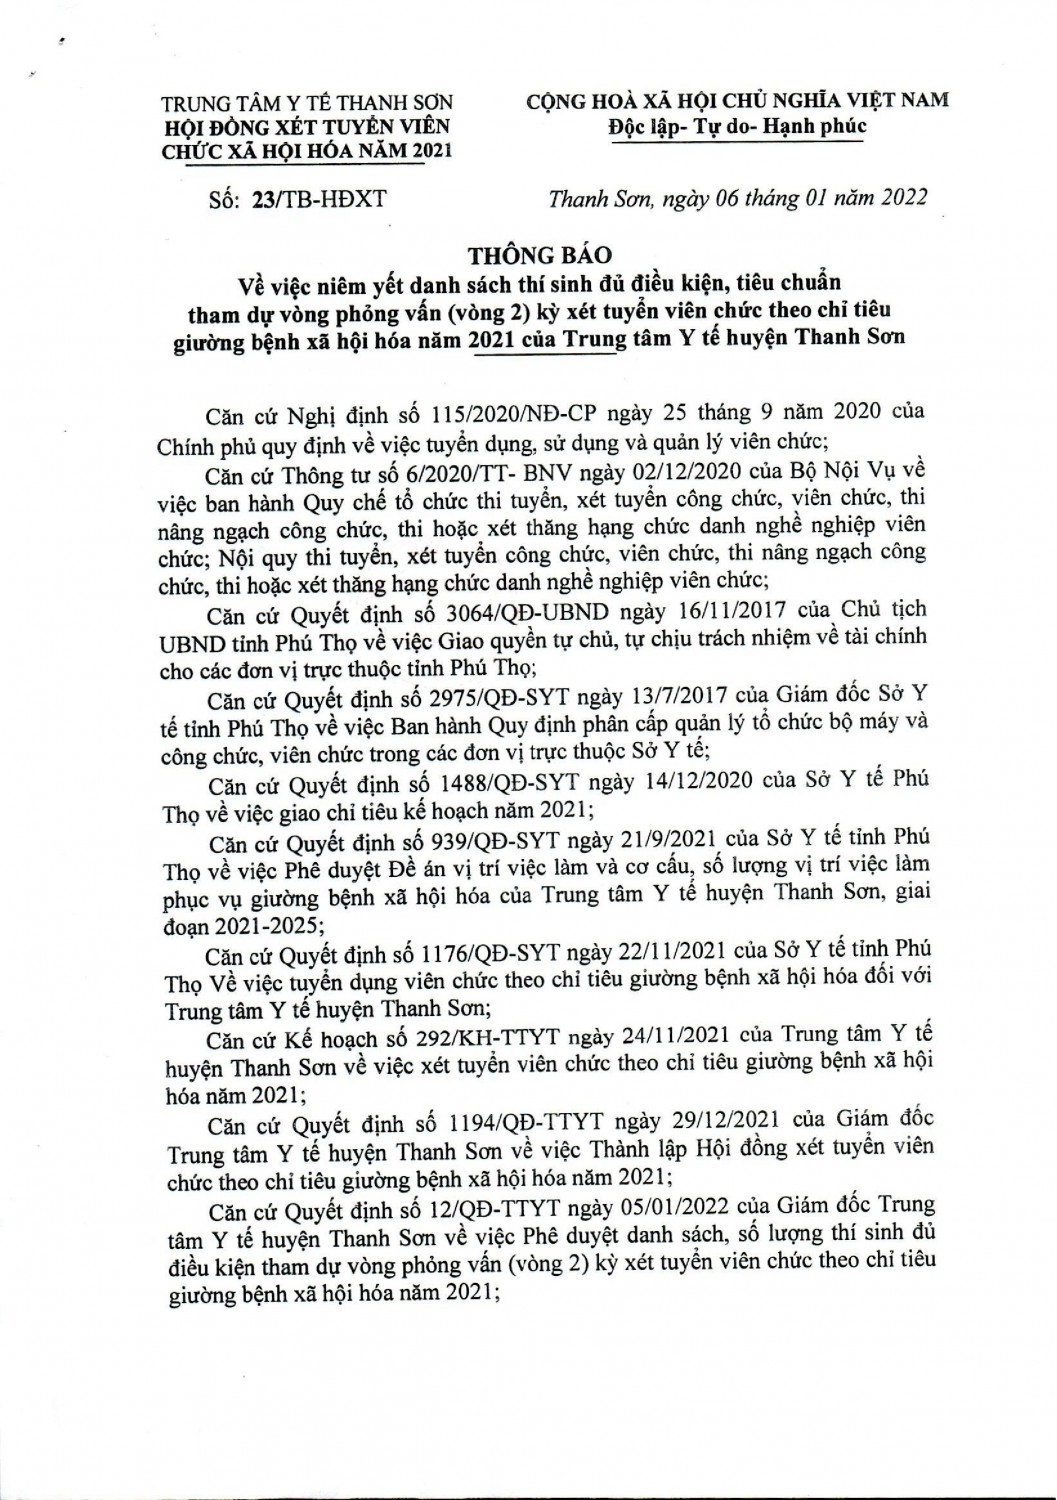 TRUNG TÂM Y TẾ THANH SƠN
HỘI ĐỒNG XÉT TUYỂN VIÊN
CHỨC XÃ HỘI HÓA NĂM 2021
CỘNG HOÀ XÃ HỘI CHỦ NGHĨA VIỆT NAM
Độc lập- Tự do- Hạnh phúc
Số: 23/TB-HĐXT
Thanh Sơn, ngày 06 tháng 01 năm 2022
THÔNG BÁO
Về việc niêm yết danh sách thí sinh đủ điều kiện, tiêu chuẩn
tham dự vòng phỏng vấn (vòng 2) kỳ xét tuyển viên chức theo chỉ tiêu
giường bệnh xã hội hóa năm 2021 của Trung tâm Y tế huyện Thanh Sơn
Căn cứ Nghị định số 115/2020/NĐ-CP ngày 25 tháng 9 năm 2020 của
Chính phủ quy định về việc tuyển dụng, sử dụng và quản lý viên chức;
Căn cứ Thông tư số 6/2020/TT- BNV ngày 02/12/2020 của Bộ Nội Vụ về
việc ban hành Quy chế tổ chức thi tuyển, xét tuyển công chức, viên chức, thi
nâng ngạch công chức, thi hoặc xét thăng hạng chức danh nghề nghiệp viên
chức; Nội quy thi tuyển, xét tuyển công chức, viên chức, thi nâng ngạch công
chức, thi hoặc xét thăng hạng chức danh nghề nghiệp viên chức;
Căn cứ Quyết định số 3064/QĐ-UBND ngày 16/11/2017 của Chủ tịch
UBND tỉnh Phú Thọ về việc Giao quyền tự chủ, tự chịu trách nhiệm về tài chính
cho các đơn vị trực thuộc tỉnh Phú Thọ;
Căn cứ Quyết định số 2975/QĐ-SYT ngày 13/7/2017 của Giám đốc Sở Y
tế tỉnh Phú Thọ về việc Ban hành Quy định phân cấp quản lý tổ chức bộ máy và
công chức, viên chức trong các đơn vị trực thuộc Sở Y tế;
Căn cứ Quyết định số 1488/QĐ-SYT ngày 14/12/2020 của Sở Y tế Phú
Thọ về việc giao chỉ tiêu kế hoạch năm 2021;
Căn cứ Quyết định số 939/QĐ-SYT ngày 21/9/2021 của Sở Y tế tỉnh Phú
Thọ về việc Phê duyệt Đề án vị trí việc làm và cơ cấu, số lượng vị trí việc làm
phục vụ giường bệnh xã hội hóa của Trung tâm Y tế huyện Thanh Sơn, giai
đoạn 2021-2025;
Căn cứ Quyết định số 1176/QĐ-SYT ngày 22/11/2021 của Sở Y tế tỉnh Phú
Thọ Về việc tuyển dụng viên chức theo chỉ tiêu giường bệnh xã hội hóa đối với
Trung tâm Y tế huyện Thanh Sơn;
Căn cứ Kế hoạch số 292/KH-TTYT ngày 24/11/2021 của Trung tâm Y tế
huyện Thanh Sơn về việc xét tuyển viên chức theo chỉ tiêu giường bệnh xã hội
hóa năm 2021;
Căn cứ Quyết định số 1194/QĐ-TTYT ngày 29/12/2021 của Giám đốc
Trung tâm Y tế huyện Thanh Sơn về việc Thành lập Hội đồng xét tuyển viên
chức theo chỉ tiêu giường bệnh xã hội hóa năm 2021;
Căn cứ Quyết định số 12/QĐ-TTYT ngày 05/01/2022 của Giám đốc Trung
tâm Y tế huyện Thanh Sơn về việc Phê duyệt danh sách, số lượng thí sinh đủ
điều kiện tham dự vòng phỏng vấn (vòng 2) kỳ xét tuyển viên chức theo chỉ tiêu
giường bệnh xã hội hóa năm 2021;